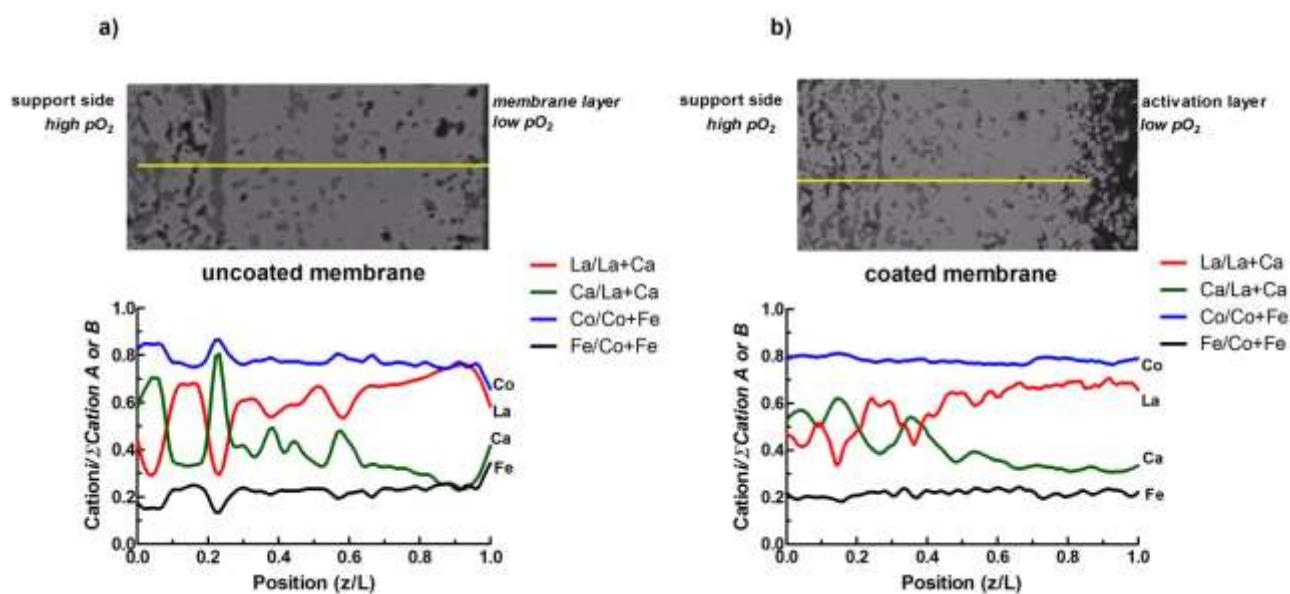 a)
support side
high pO2
membrane layer
low pO2
uncoated membrane
La/La+Ca
Ca/La+Ca
Co/Co+Fe
Fe/Co+Fe
Cationi/ΣCation A or B
1.0
0.8
0.6
0.4
0.2
0.0
Co
La
Ca
Fe
0.0 0.2 0.4 0.6 0.8 1.0
Position (z/L)
b)
support side
high pO2
activation layer
low pO2
coated membrane
La/La+Ca
Ca/La+Ca
Co/Co+Fe
Fe/Co+Fe
Cationi/ΣCation A or B
1.0
0.8
0.6
0.4
0.2
0.0
Co
La
Ca
Fe
0.0 0.2 0.4 0.6 0.8 1.0
Position (z/L)